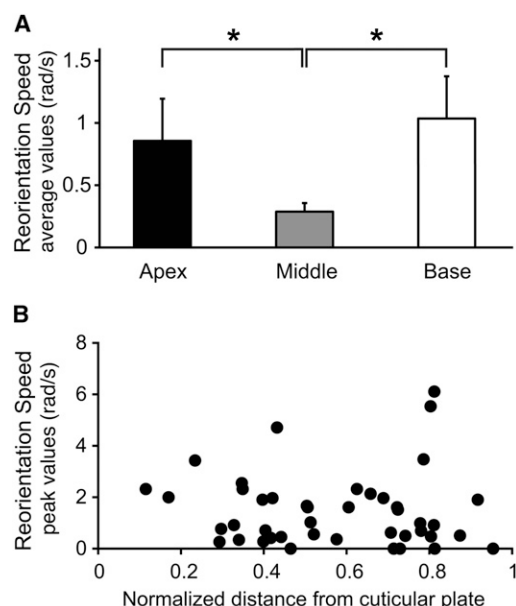 A
* *
Reorientation Speed
average values (rad/s)
1.5
1
0.5
0
Apex Middle Base
B
Reorientation Speed
peak values (rad/s)
8
6
4
2
0
0 0.2 0.4 0.6 0.8 1
Normalized distance from cuticular plate